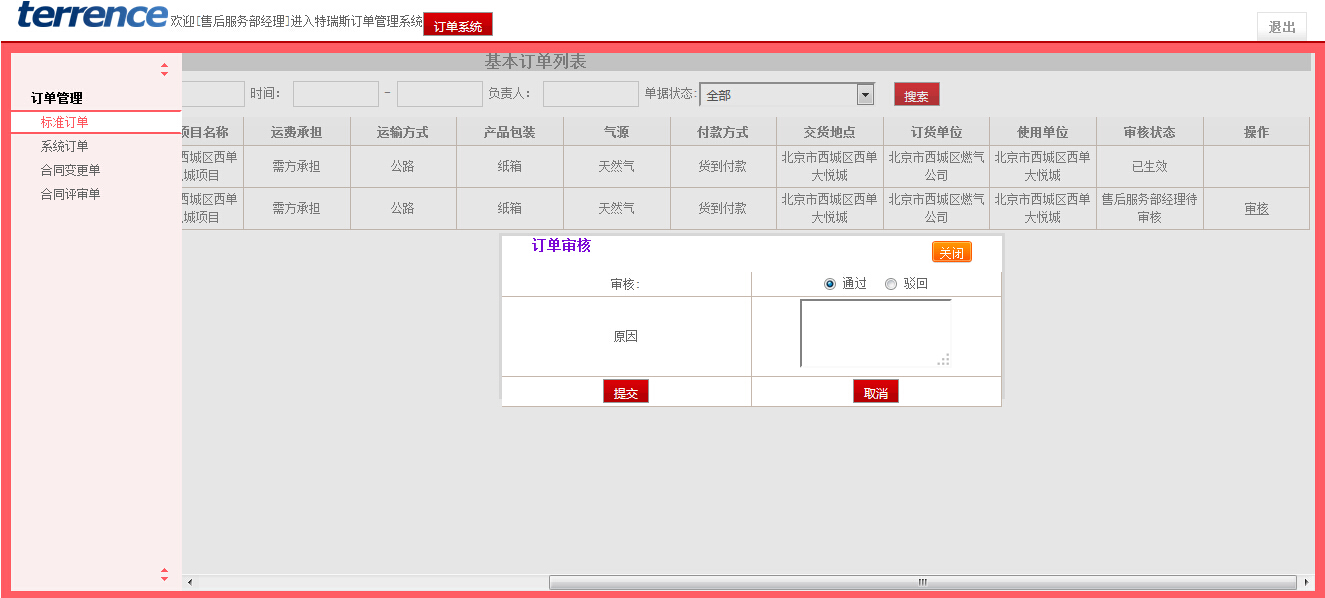 terrence 欢迎[售后服务部经理]进入特瑞斯订单管理系统 订单系统 退出
基本订单列表
时间： - 负责人： 单据状态: 全部 搜索
订单管理
标准订单
系统订单
合同变更单
合同评审单
项目名称 运费承担 运输方式 产品包装 气源 付款方式 交货地点 订货单位 使用单位 审核状态 操作
西城区西单 需方承担 公路 纸箱 天然气 货到付款 北京市西城区西单 北京市西城区燃气 北京市西城区西单 已生效
城项目 大悦城 公司 大悦城
西城区西单 需方承担 公路 纸箱 天然气 货到付款 北京市西城区西单 北京市西城区燃气 北京市西城区西单 售后服务部经理待 审核
城项目 大悦城 公司 大悦城 审核
订单审核 关闭
审核: 通过 驳回
原因
提交 取消